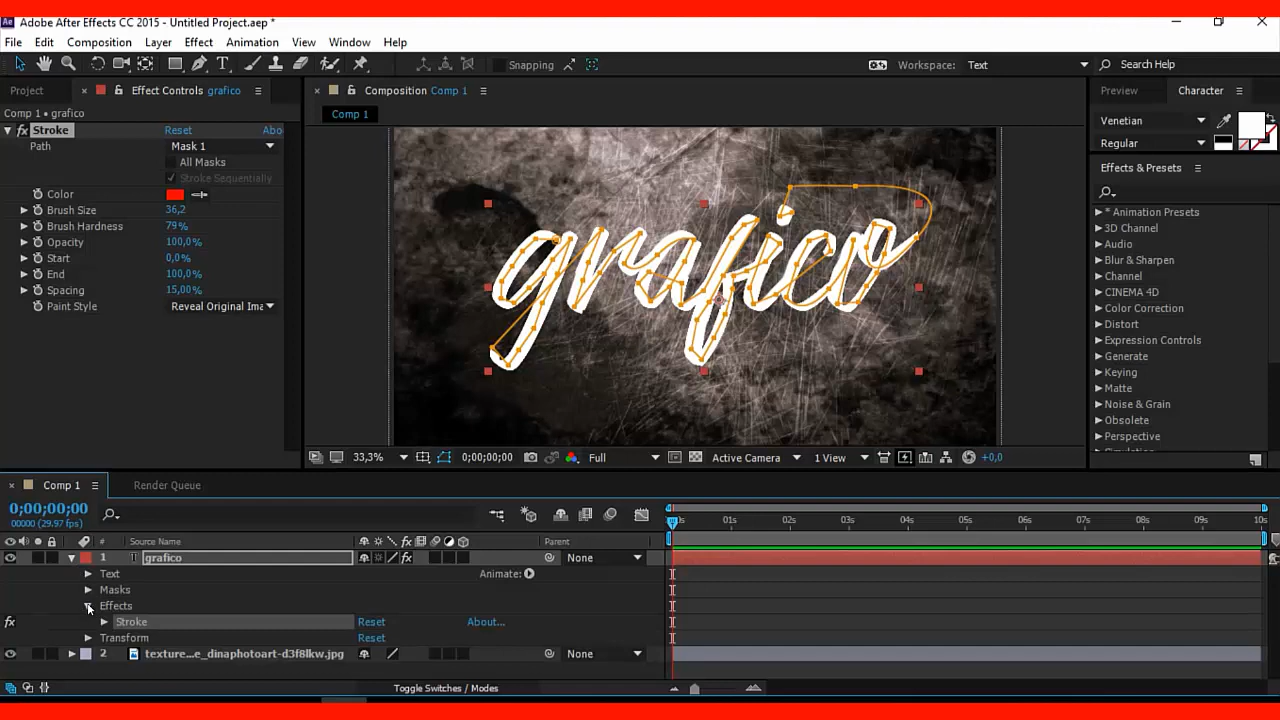 Adobe After Effects CC 2015 - Untitled Project.aep *
File Edit Composition Layer Effect Animation View Window Help
Snapping
Workspace: Text
Search Help
Project
Effect Controls grafico
Composition Comp 1
Preview
Character
Comp 1 • grafico
Comp 1
Venetian
Regular
fx Stroke Reset Abo
Path Mask 1
All Masks
Stroke Sequentially
Color
Brush Size 36,2
Brush Hardness 79%
Opacity 100,0%
Start 0,0%
End 100,0%
Spacing 15,00%
Paint Style Reveal Original Ima
grafico
Effects & Presets
* Animation Presets
3D Channel
Audio
Blur & Sharpen
Channel
CINEMA 4D
Color Correction
Distort
Expression Controls
Generate
Keying
Matte
Noise & Grain
Obsolete
Perspective
33,3% 0;00;00;00 Full Active Camera 1 View +0,0
Comp 1
Render Queue
0;00;00;00
00000 (29.97 fps)
01s 02s 03s 04s 05s 06s 07s 08s 09s 10s
# Source Name Parent
1 T grafico None
Text Animate:
Masks
Effects
fx Stroke Reset About...
Transform Reset
2 texture...e_dinaphotoart-d3f8lkw.jpg None
Toggle Switches / Modes